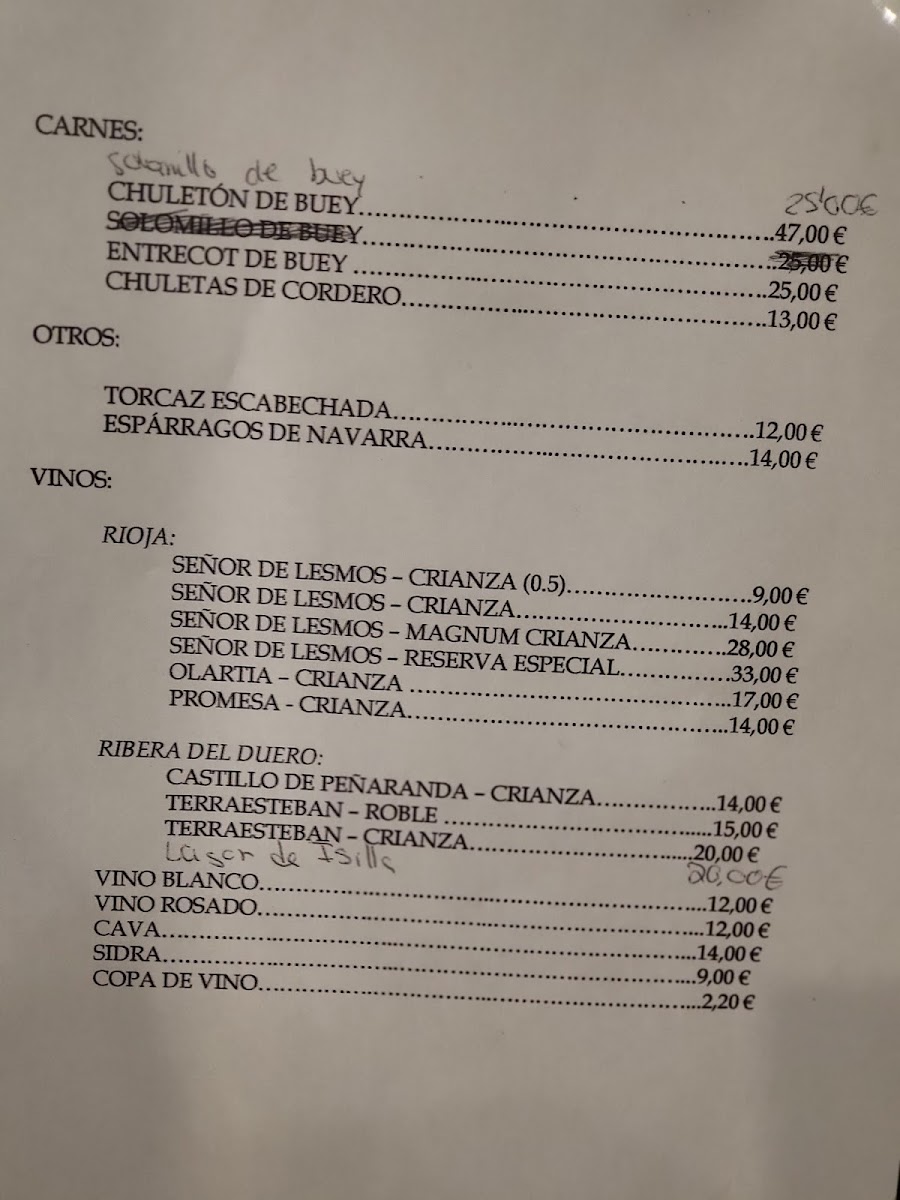 CARNES:
Solomillo de buey 25'00€
CHULETÓN DE BUEY.....................................................47,00 €
SOLOMILLO DE BUEY.....................................................25,00 €
ENTRECOT DE BUEY .....................................................25,00 €
CHULETAS DE CORDERO...............................................13,00 €
OTROS:
TORCAZ ESCABECHADA...............................................12,00 €
ESPÁRRAGOS DE NAVARRA..........................................14,00 €
VINOS:
RIOJA:
SEÑOR DE LESMOS – CRIANZA (0.5)...........................9,00 €
SEÑOR DE LESMOS – CRIANZA..................................14,00 €
SEÑOR DE LESMOS – MAGNUM CRIANZA..............28,00 €
SEÑOR DE LESMOS – RESERVA ESPECIAL................33,00 €
OLARTIA – CRIANZA ..................................................17,00 €
PROMESA - CRIANZA..................................................14,00 €
RIBERA DEL DUERO:
CASTILLO DE PEÑARANDA – CRIANZA..................14,00 €
TERRAESTEBAN – ROBLE ..........................................15,00 €
TERRAESTEBAN – CRIANZA.......................................20,00 €
Lagar de Isilla 20,00€
VINO BLANCO................................................................12,00 €
VINO ROSADO................................................................12,00 €
CAVA..............................................................................14,00 €
SIDRA.............................................................................9,00 €
COPA DE VINO...............................................................2,20 €